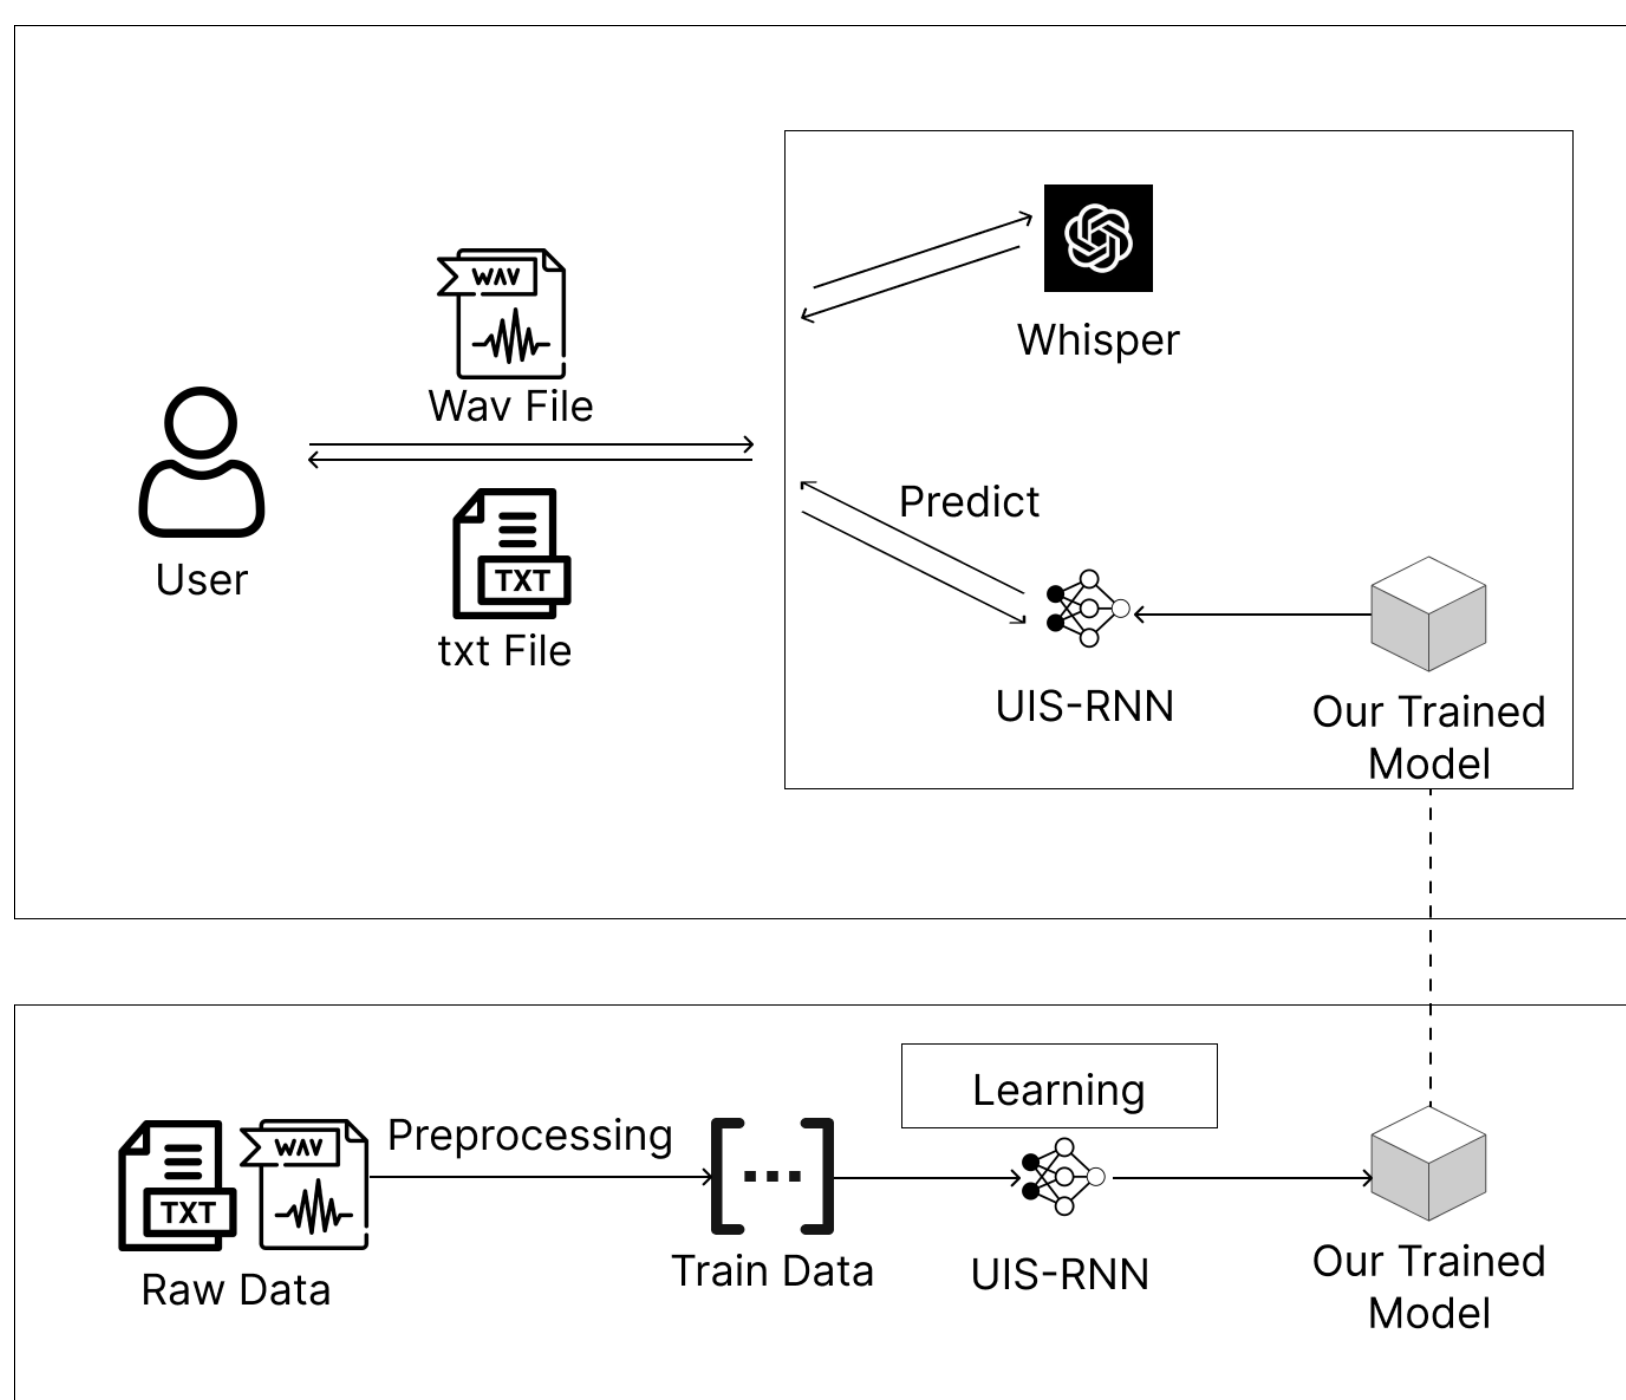 WAV
Wav File
User
TXT
txt File
Whisper
Predict
UIS-RNN
Our Trained
Model
Learning
TXT
WAV
Preprocessing
Raw Data
Train Data
UIS-RNN
Our Trained
Model